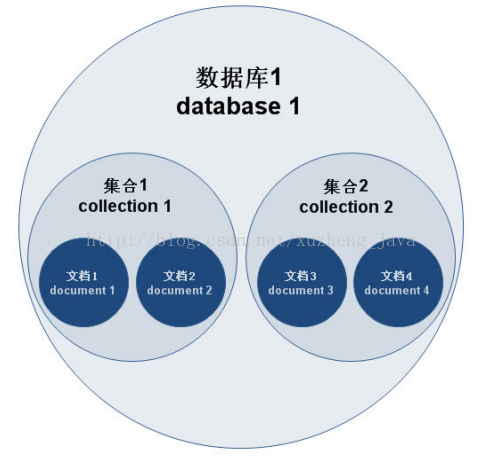 数据库1
database 1
集合1
collection 1
集合2
collection 2
http://blog.csdn.net/xuzheng_java
文档1
document 1
文档2
document 2
文档3
document 3
文档4
document 4